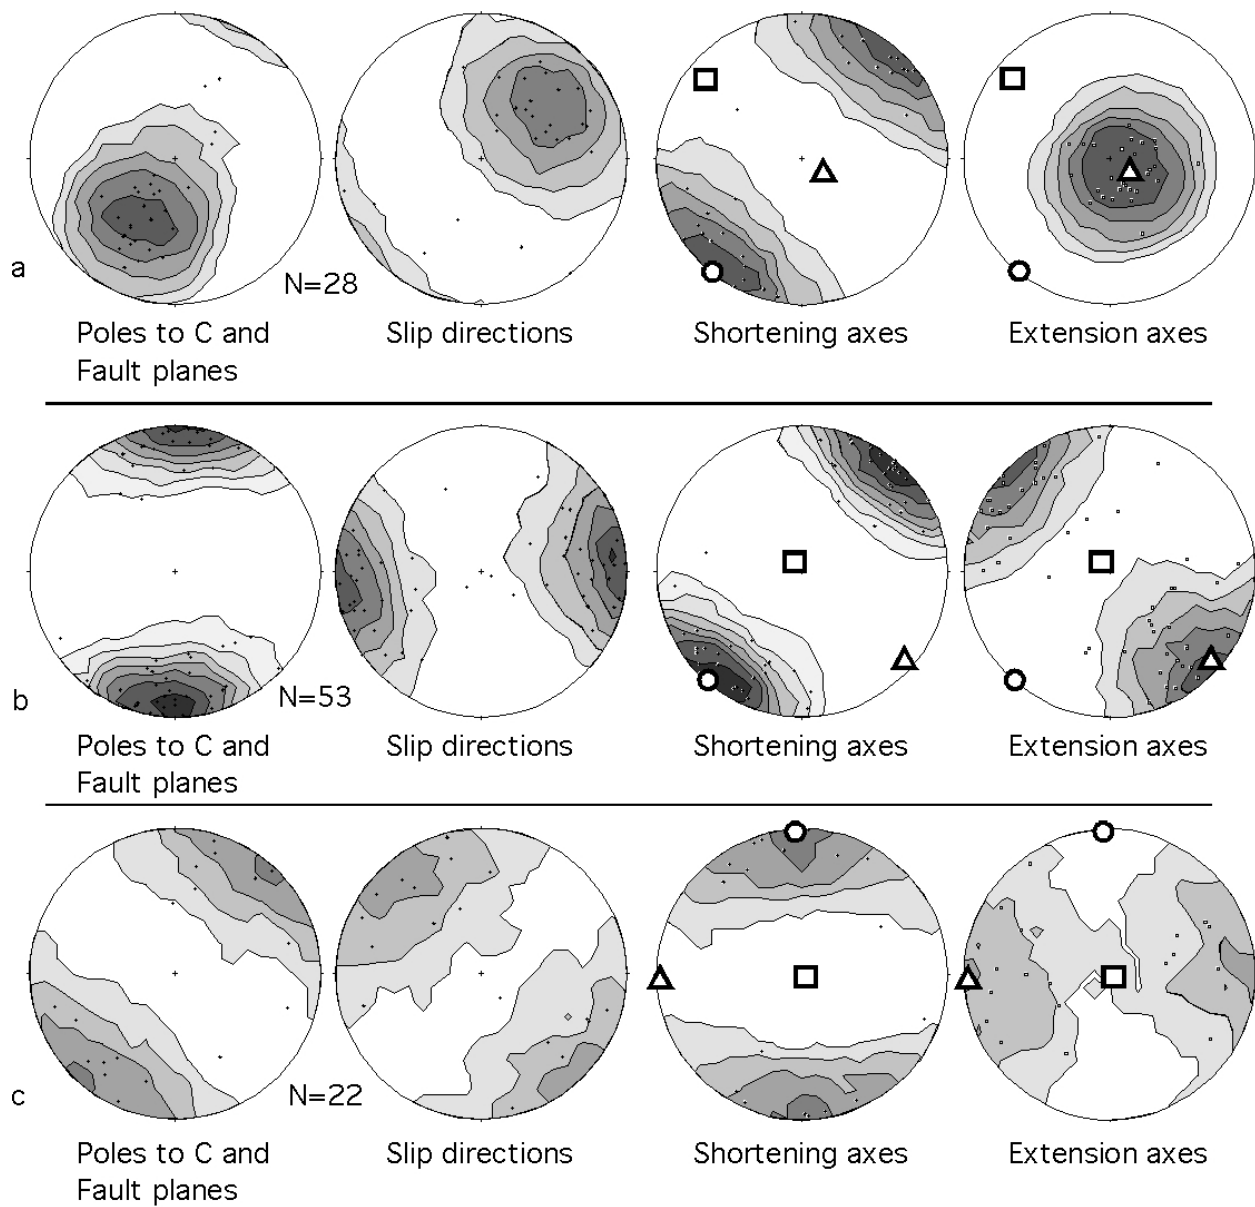 a
N=28
Poles to C and
Fault planes
Slip directions
Shortening axes
Extension axes
b
N=53
Poles to C and
Fault planes
Slip directions
Shortening axes
Extension axes
c
N=22
Poles to C and
Fault planes
Slip directions
Shortening axes
Extension axes